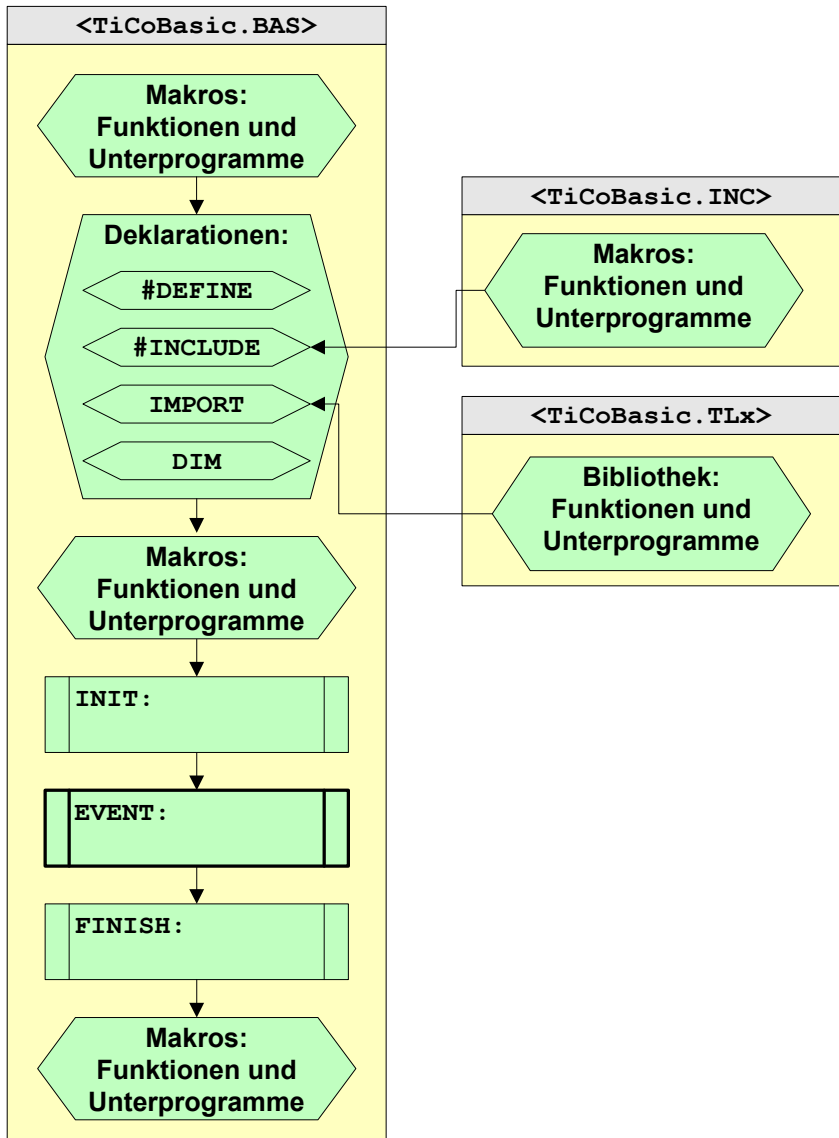 <TiCoBasic.BAS>
Makros:
Funktionen und
Unterprogramme
Deklarationen:
#DEFINE
#INCLUDE
IMPORT
DIM
Makros:
Funktionen und
Unterprogramme
INIT:
EVENT:
FINISH:
Makros:
Funktionen und
Unterprogramme
<TiCoBasic.INC>
Makros:
Funktionen und
Unterprogramme
<TiCoBasic.TLx>
Bibliothek:
Funktionen und
Unterprogramme